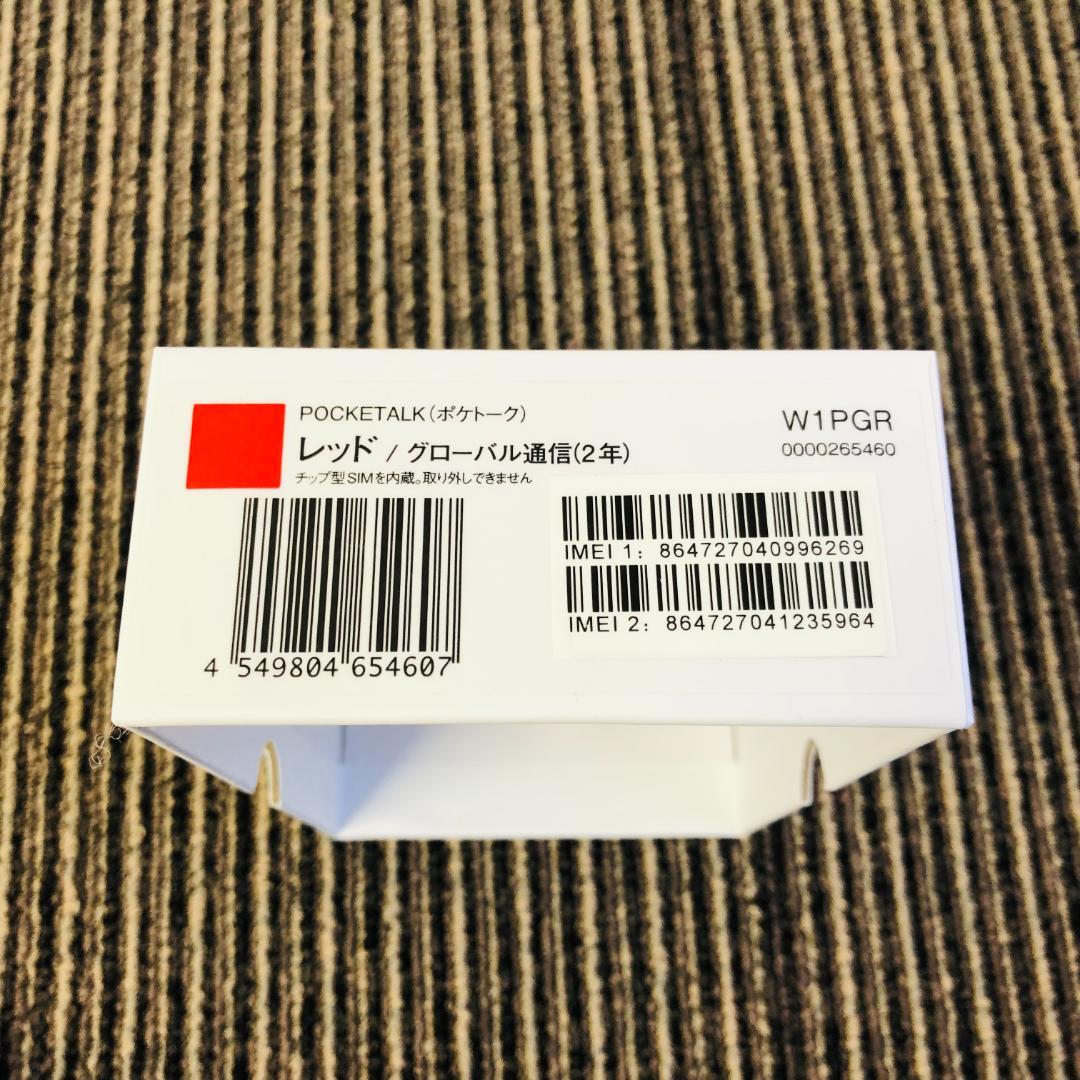 POCKETALK(ポケトーク)
レッド / グローバル通信(2年)
チップ型SIMを内蔵。取り外しできません
W1PGR
0000265460
4 549804 654607
IMEI 1: 864727040996269
IMEI 2: 864727041235964